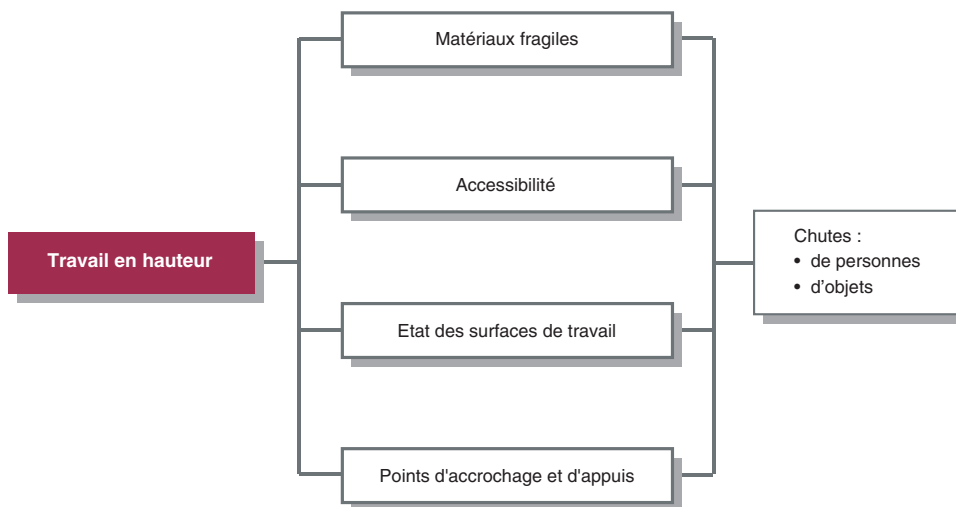 Travail en hauteur
Matériaux fragiles
Accessibilité
Etat des surfaces de travail
Points d'accrochage et d'appuis
Chutes :
• de personnes
• d'objets